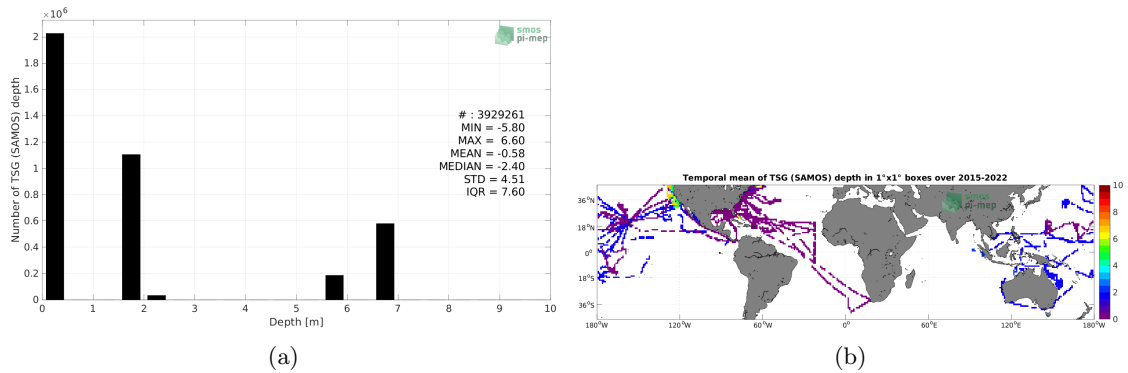 ×10⁶
2
1.8
1.6
1.4
1.2
1
0.8
0.6
0.4
0.2
0
Number of TSG (SAMOS) depth
smos
pi-mep
# : 3929261
MIN = -5.80
MAX = 6.60
MEAN = -0.58
MEDIAN = -2.40
STD = 4.51
IQR = 7.60
0 1 2 3 4 5 6 7 8 9 10
Depth [m]
(a)
Temporal mean of TSG (SAMOS) depth in 1°x1° boxes over 2015-2022
smos
pi-mep
36°N
18°N
0°
18°S
36°S
180°W 120°W 60°W 0° 60°E 120°E 180°W
10
8
6
4
2
0
(b)